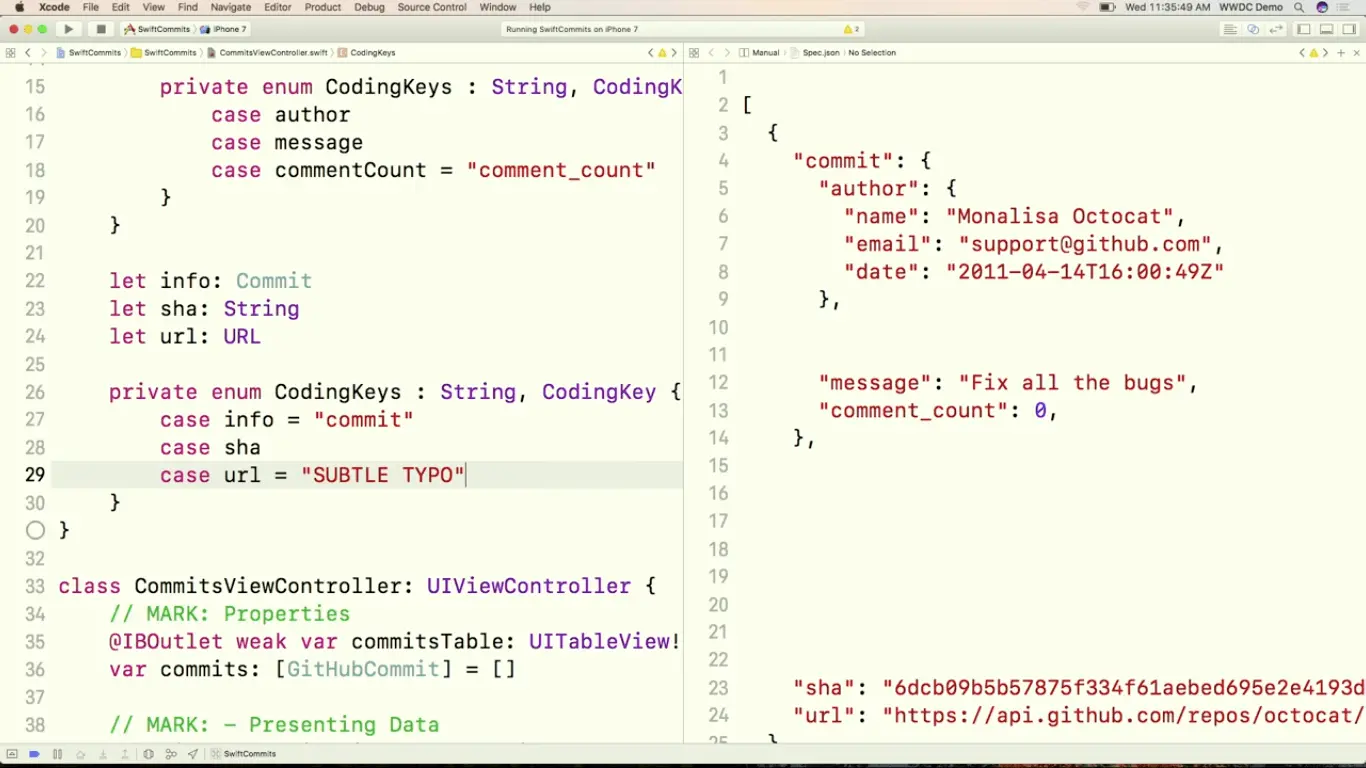 Xcode File Edit View Find Navigate Editor Product Debug Source Control Window Help Wed 11:35:49 AM WWDC Demo
SwiftCommits iPhone 7 Running SwiftCommits on iPhone 7 2
SwiftCommits SwiftCommits CommitsViewController.swift CodingKeys
15 private enum CodingKeys : String, CodingK
16 case author
17 case message
18 case commentCount = "comment_count"
19 }
20 }
21
22 let info: Commit
23 let sha: String
24 let url: URL
25
26 private enum CodingKeys : String, CodingKey {
27 case info = "commit"
28 case sha
29 case url = "SUBTLE TYPO"
30 }
}
32
33 class CommitsViewController: UIViewController {
34 // MARK: Properties
35 @IBOutlet weak var commitsTable: UITableView!
36 var commits: [GitHubCommit] = []
37
38 // MARK: - Presenting Data
SwiftCommits
Manual Spec.json No Selection
1
2 [
3 {
4 "commit": {
5 "author": {
6 "name": "Monalisa Octocat",
7 "email": "support@github.com",
8 "date": "2011-04-14T16:00:49Z"
9 },
10
11
12 "message": "Fix all the bugs",
13 "comment_count": 0,
14 },
15
16
17
18
19
20
21
22
23 "sha": "6dcb09b5b57875f334f61aebed695e2e4193d
24 "url": "https://api.github.com/repos/octocat/
25 }